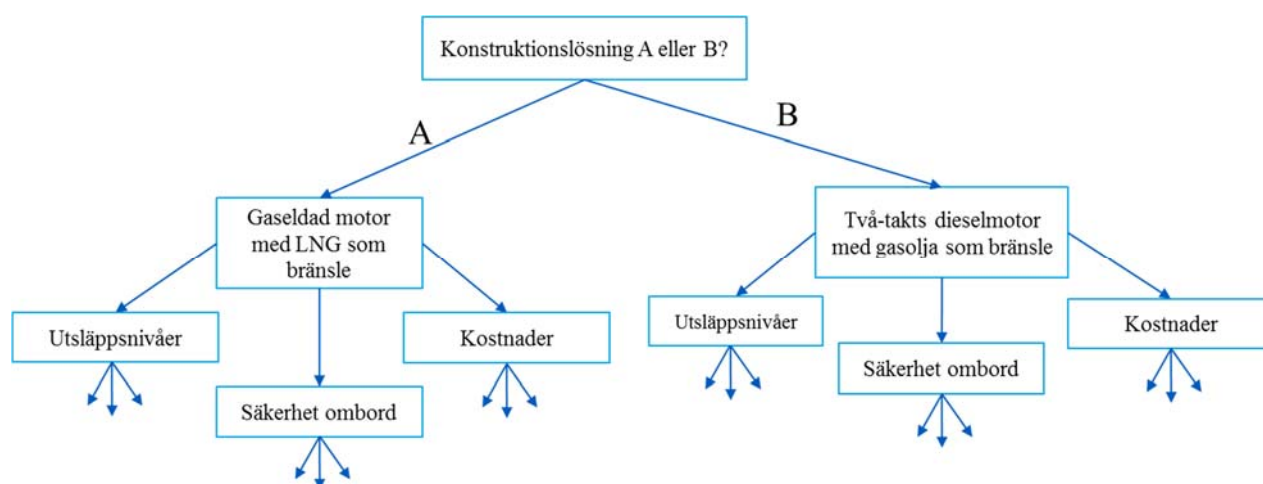 Konstruktionslösning A eller B?
A
B
Gaseldad motor
med LNG som
bränsle
Två-takts dieselmotor
med gasolja som bränsle
Utsläppsnivåer
Säkerhet ombord
Kostnader
Utsläppsnivåer
Säkerhet ombord
Kostnader